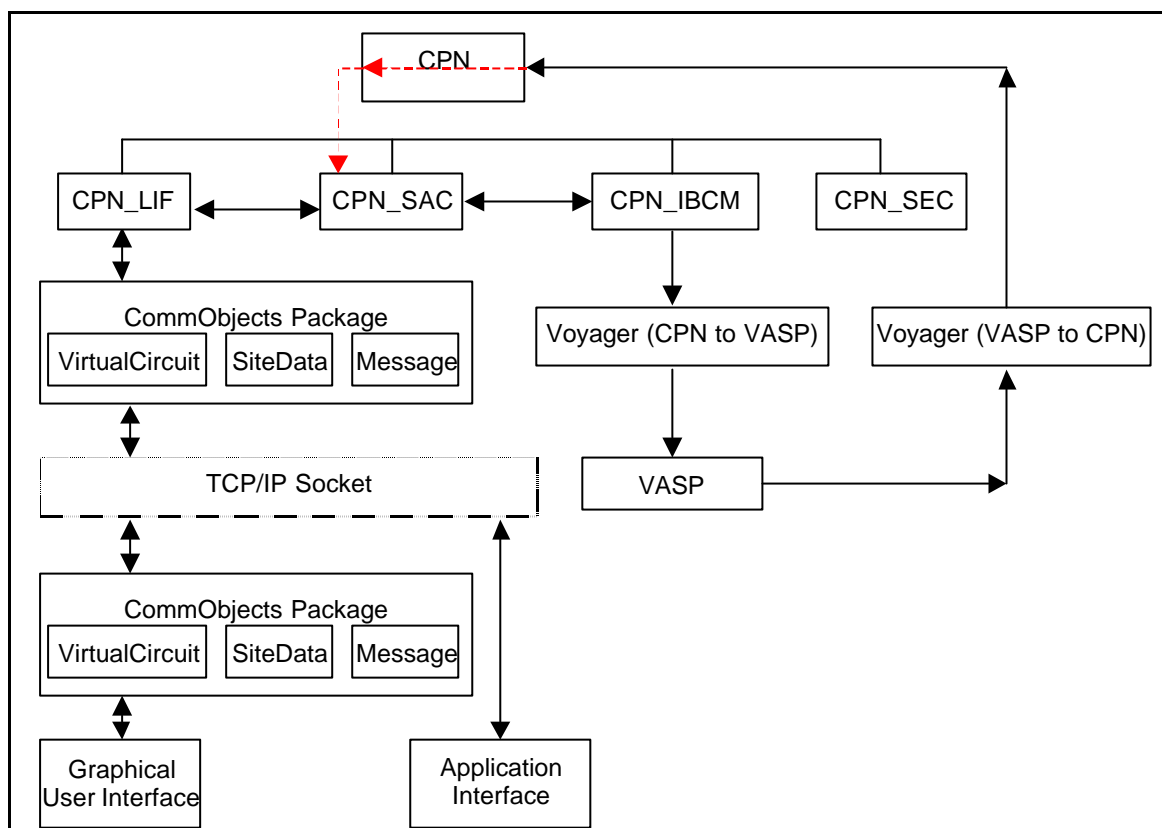 CPN
CPN_LIF
CPN_SAC
CPN_IBCM
CPN_SEC
CommObjects Package
VirtualCircuit
SiteData
Message
Voyager (CPN to VASP)
Voyager (VASP to CPN)
TCP/IP Socket
VASP
CommObjects Package
VirtualCircuit
SiteData
Message
Graphical
User Interface
Application
Interface